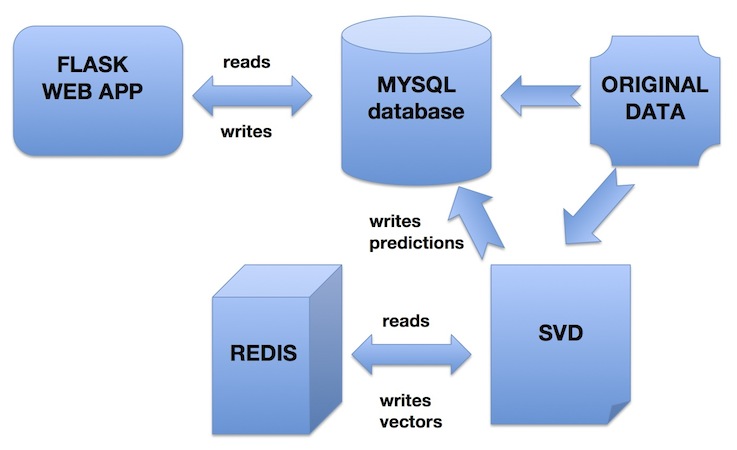 FLASK
WEB APP
reads
writes
MYSQL
database
ORIGINAL
DATA
writes
predictions
REDIS
reads
writes
vectors
SVD